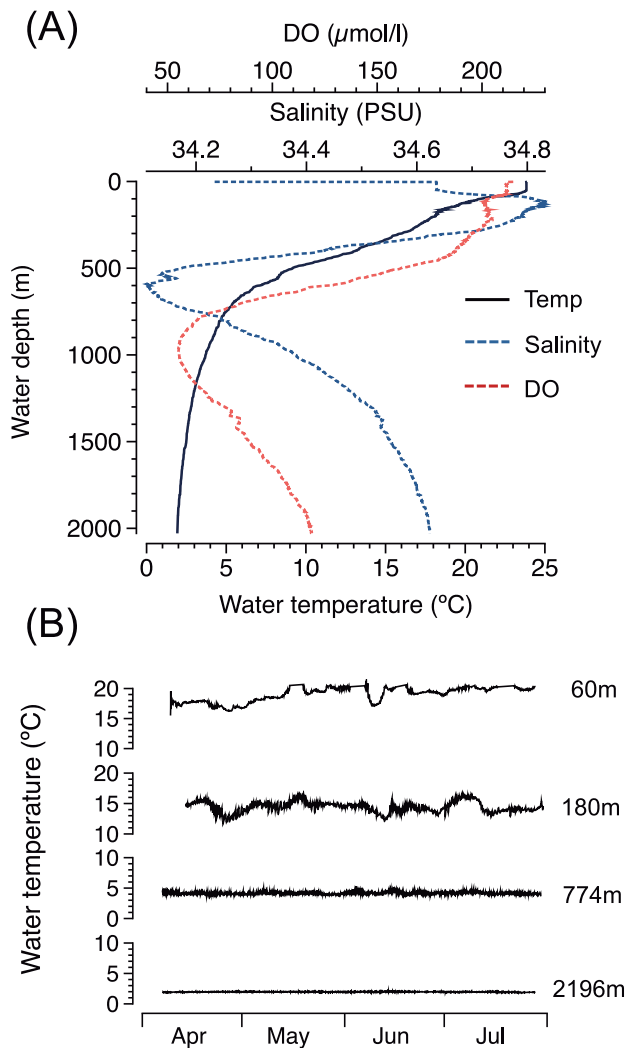 (A)
DO (µmol/l)
50 100 150 200
Salinity (PSU)
34.2 34.4 34.6 34.8
0
500
1000
1500
2000
Water depth (m)
Temp
Salinity
DO
0 5 10 15 20 25
Water temperature (ºC)
(B)
Water temperature (ºC)
20
15
10
60m
20
15
10
180m
10
5
0
774m
10
5
0
2196m
Apr May Jun Jul